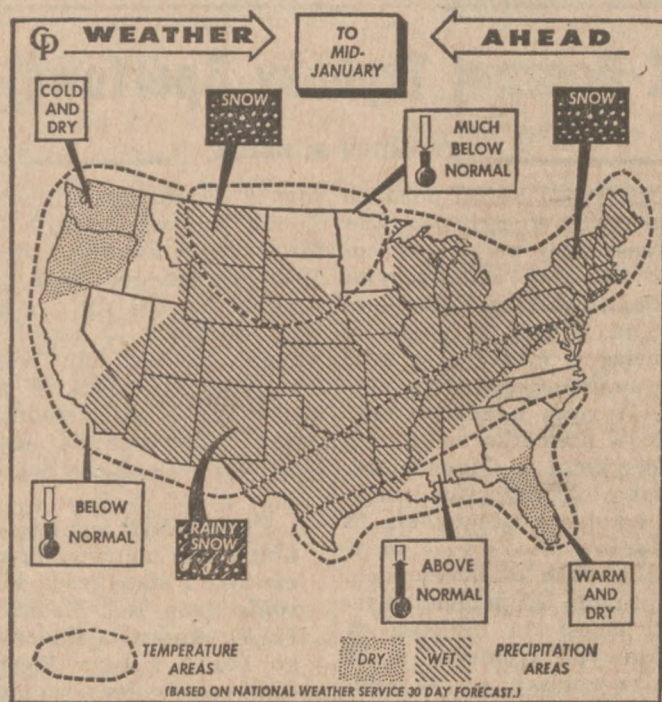 CP WEATHER
TO
MID-
JANUARY
AHEAD
COLD
AND
DRY
SNOW
MUCH
BELOW
NORMAL
SNOW
BELOW
NORMAL
RAINY
SNOW
ABOVE
NORMAL
WARM
AND
DRY
TEMPERATURE
AREAS
DRY
WET
PRECIPITATION
AREAS
(BASED ON NATIONAL WEATHER SERVICE 30 DAY FORECAST.)